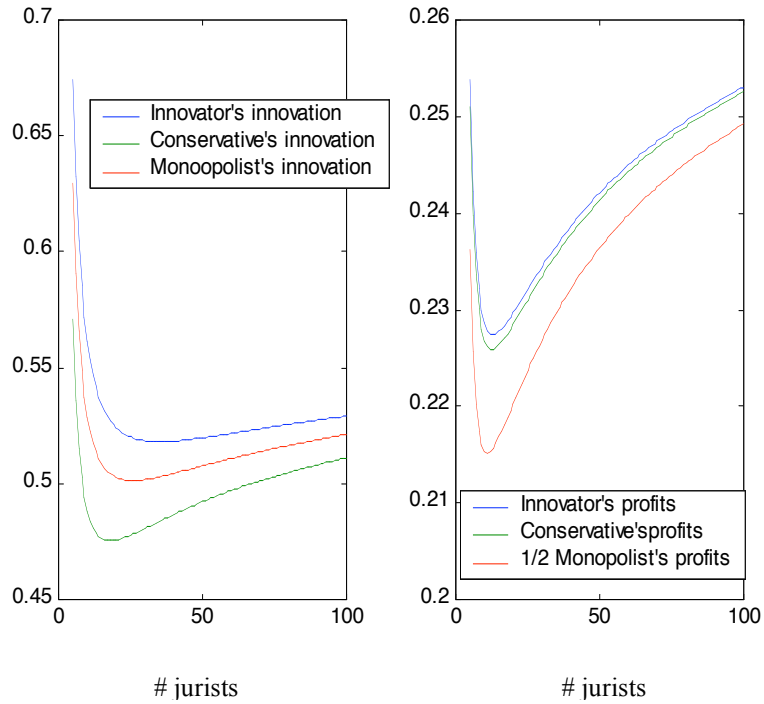 0.7
0.65
0.6
0.55
0.5
0.45
0
50
100
Innovator's innovation
Conservative's innovation
Monoopolist's innovation
# jurists
0.26
0.25
0.24
0.23
0.22
0.21
0.2
0
50
100
Innovator's profits
Conservative'sprofits
1/2 Monopolist's profits
# jurists